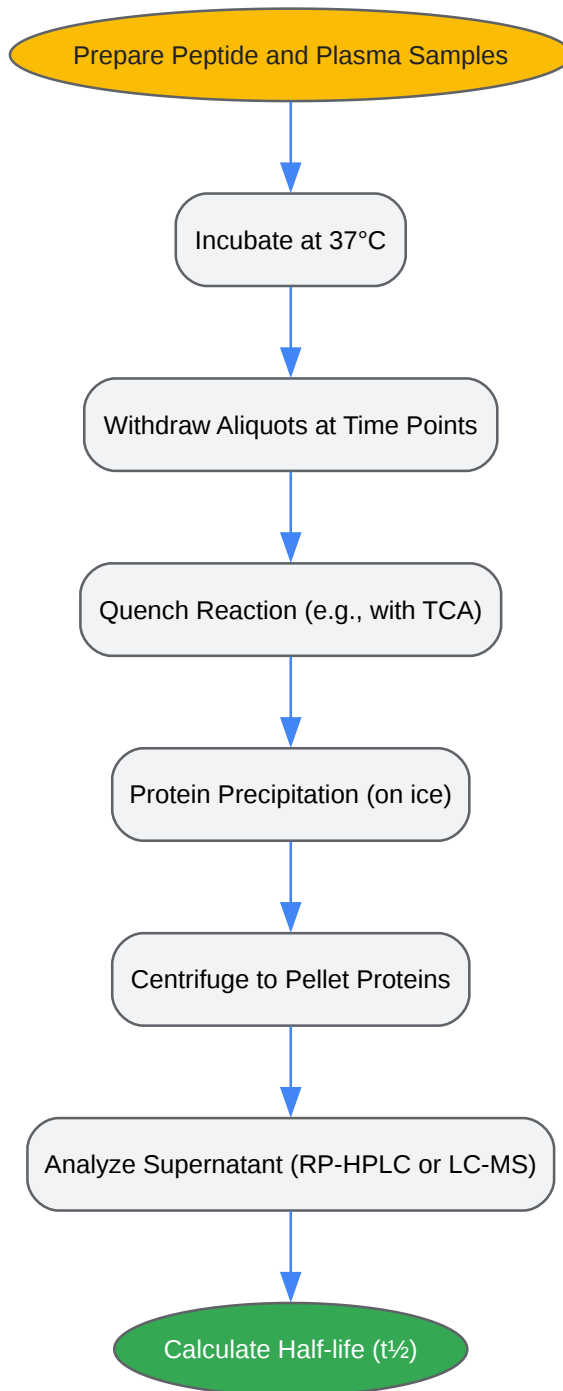 Prepare Peptide and Plasma Samples
Incubate at 37°C
Withdraw Aliquots at Time Points
Quench Reaction (e.g., with TCA)
Protein Precipitation (on ice)
Centrifuge to Pellet Proteins
Analyze Supernatant (RP-HPLC or LC-MS)
Calculate Half-life (t½)